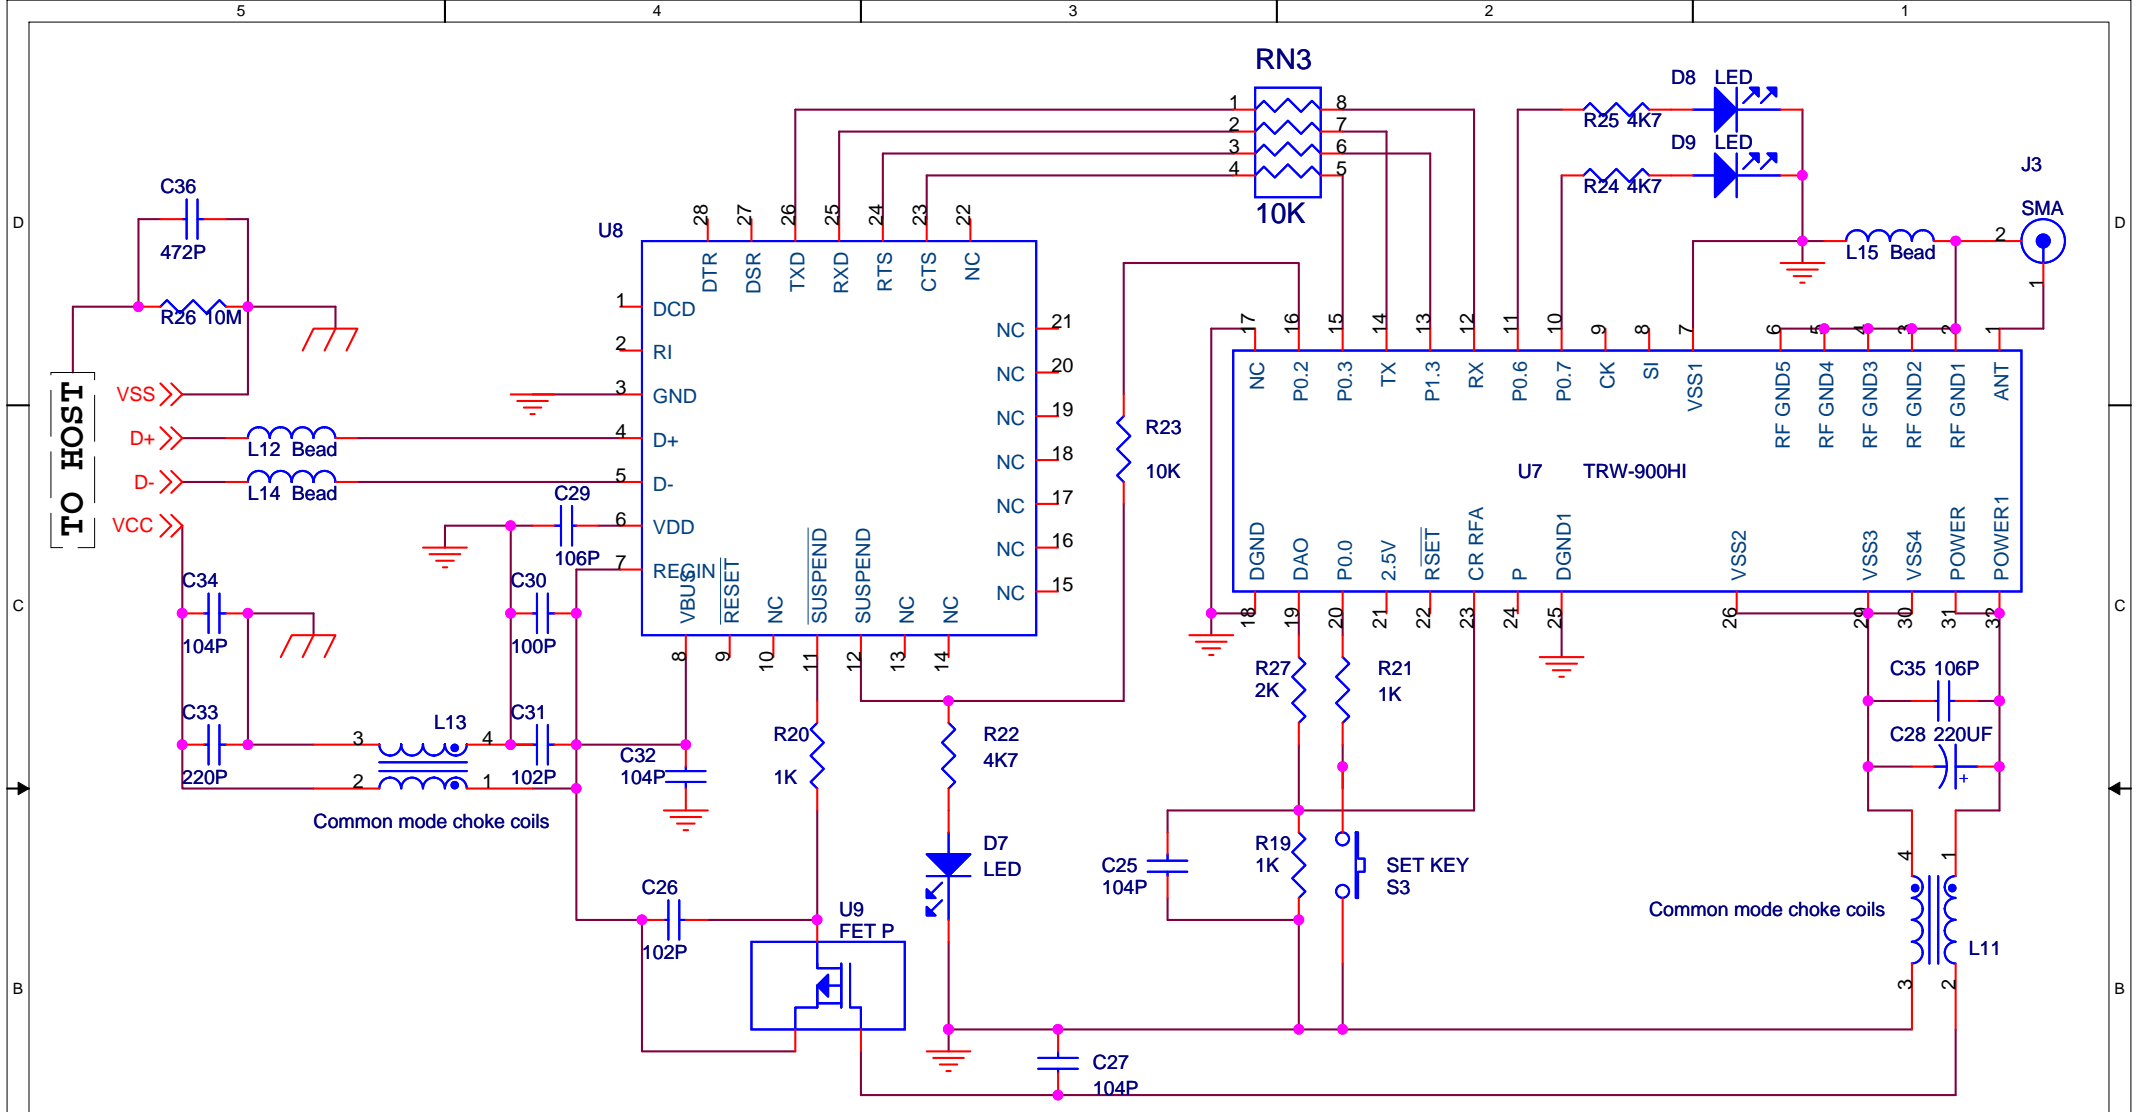 5 4 3 2 1
RN3
D8 LED
1 8
R25 4K7
2 7
D9 LED
3 6
4 5
R24 4K7
J3
C36
472P
10K
SMA
D
D
U8
28 27 26 25 24 23 22
DTR DSR TXD RXD RTS CTS NC
2
L15 Bead
1
R26 10M
1 DCD
2 RI
3 GND
4 D+
5 D-
6 VDD
7 REGIN
NC 21
NC 20
NC 19
NC 18
NC 17
NC 16
NC 15
17 16 15 14 13 12 11 10 9 8 7 6 5 4 3 2 1
NC P0.2 P0.3 TX P1.3 RX P0.6 P0.7 CK SI VSS1 RF GND5 RF GND4 RF GND3 RF GND2 RF GND1 ANT
TO HOST
VSS
D+
L12 Bead
D-
L14 Bead
VCC
R23
10K
U7 TRW-900HI
C29
106P
VBUS RESET NC SUSPEND SUSPEND NC NC
8 9 10 11 12 13 14
DGND DAO P0.0 2.5V RSET CR RFA P DGND1 VSS2 VSS3 VSS4 POWER POWER1
18 19 20 21 22 23 24 25 26 29 30 31 32
C
C
C34
104P
C30
100P
R27
2K
R21
1K
C35 106P
C33
220P
L13
3 4
2 1
C31
102P
C32
104P
R20
1K
R22
4K7
C28 220UF
+
Common mode choke coils
D7
LED
C25
104P
R19
1K
SET KEY
S3
4 1
Common mode choke coils
L11
3 2
C26
102P
U9
FET P
B
B
C27
104P